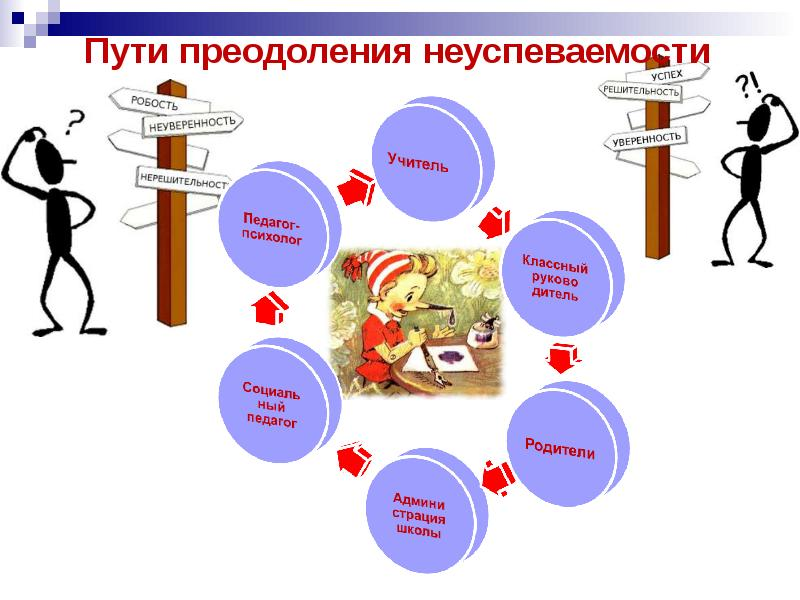 Пути преодоления неуспеваемости
РОБОСТЬ
НЕУВЕРЕННОСТЬ
НЕРЕШИТЕЛЬНОСТЬ
?
УСПЕХ
РЕШИТЕЛЬНОСТЬ
УВЕРЕННОСТЬ
?!
Учитель
Классный
руково
дитель
Родители
Админи
страция
школы
Социаль
ный
педагог
Педагог-
психолог